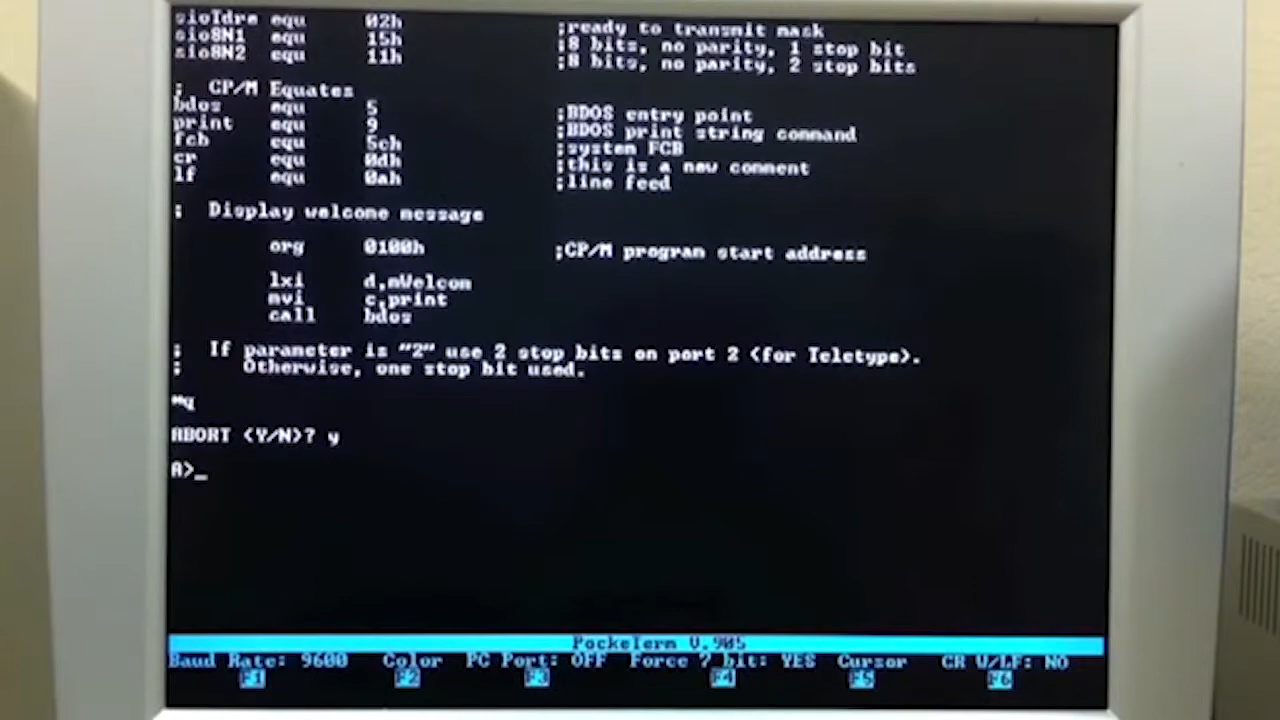 sioTdre equ 02h ;ready to transmit mask
sio8N1 equ 15h ;8 bits, no parity, 1 stop bit
sio8N2 equ 11h ;8 bits, no parity, 2 stop bits
; CP/M Equates
bdos equ 5 ;BDOS entry point
print equ 9 ;BDOS print string command
fcb equ 5ch ;system FCB
cr equ 0dh ;this is a new comment
lf equ 0ah ;line feed
; Display welcome message
org 0100h ;CP/M program start address
lxi d,mWelcom
mvi c,print
call bdos
; If parameter is "2" use 2 stop bits on port 2 (for Teletype).
; Otherwise, one stop bit used.
*q
ABORT (Y/N)? y
A>_
PockeTerm V.905
Baud Rate: 9600 Color PC Port: OFF Force 7 bit: YES Cursor CR W/LF: NO
F1 F2 F3 F4 F5 F6